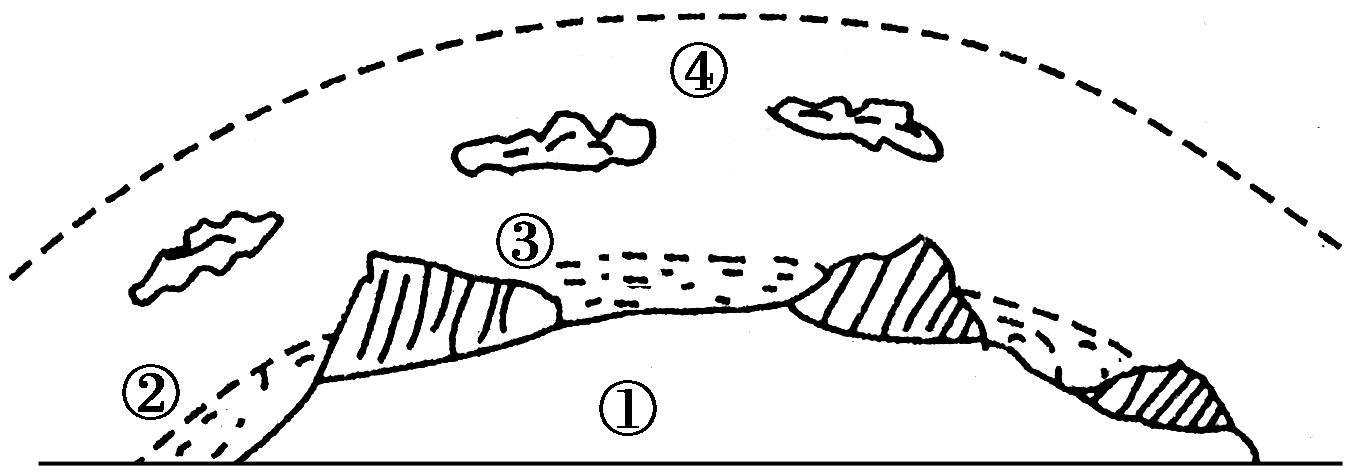 ④
③
②
①